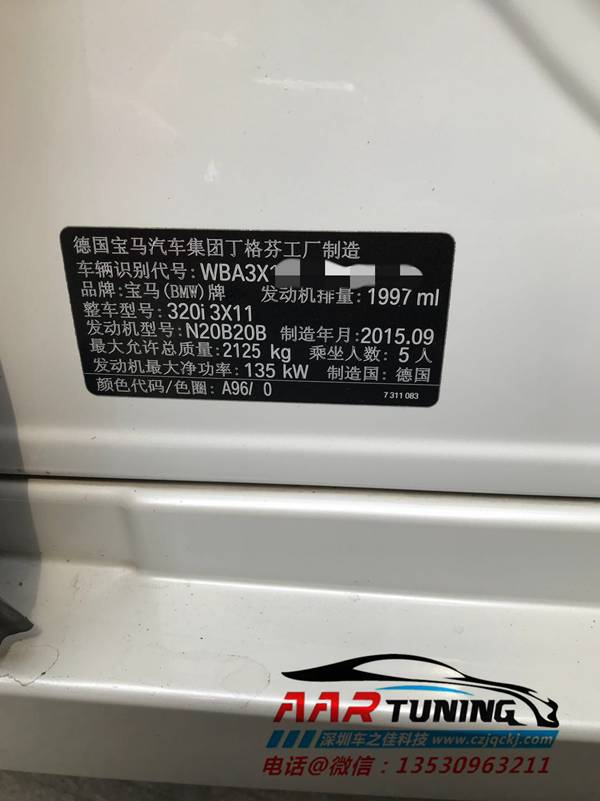 德国宝马汽车集团丁格芬工厂制造
车辆识别代号: WBA3X1
品牌:宝马(BMW)牌 发动机排量: 1997 ml
整车型号: 320i 3X11
发动机型号: N20B20B 制造年月: 2015.09
最大允许总质量: 2125 kg 乘坐人数: 5 人
发动机最大净功率: 135 kW 制造国: 德国
颜色代码/色圈: A96/ 0
7 311 083
AAR TUNING
深圳车之佳科技 www.czjqckj.com
电话@微信: 13530963211